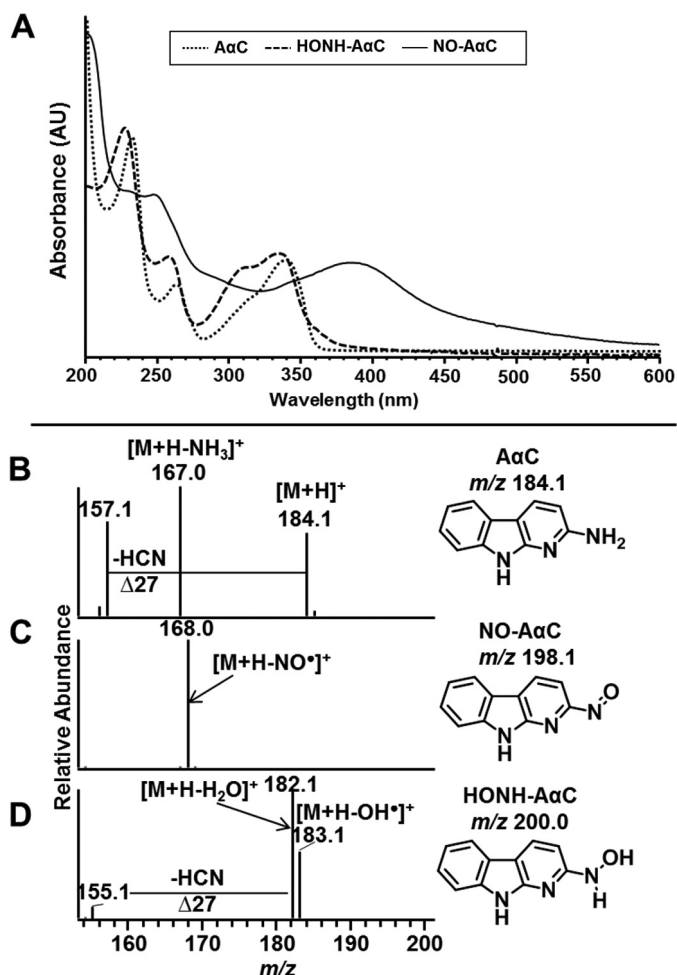 A
AαC HONH-AαC NO-AαC
Absorbance (AU)
200 250 300 350 400 450 500 550 600
Wavelength (nm)
B
[M+H-NH₃]⁺
167.0
[M+H]⁺
157.1
184.1
-HCN
Δ27
AαC
m/z 184.1
NH₂
N
H
N
C
168.0
[M+H-NO•]⁺
NO-AαC
m/z 198.1
O
N
N
H
N
Relative Abundance
D
[M+H-H₂O]⁺
182.1
[M+H-OH•]⁺
183.1
155.1
-HCN
Δ27
HONH-AαC
m/z 200.0
OH
N
H
N
H
N
160 170 180 190 200
m/z